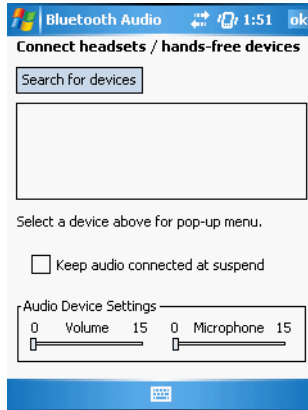 Bluetooth Audio 1:51 ok
Connect headsets / hands-free devices
Search for devices
Select a device above for pop-up menu.
Keep audio connected at suspend
Audio Device Settings
0 Volume 15 0 Microphone 15